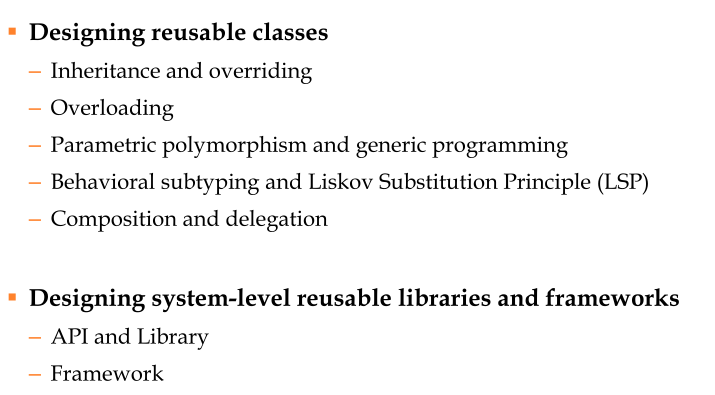 ▪ Designing reusable classes
– Inheritance and overriding
– Overloading
– Parametric polymorphism and generic programming
– Behavioral subtyping and Liskov Substitution Principle (LSP)
– Composition and delegation
▪ Designing system-level reusable libraries and frameworks
– API and Library
– Framework